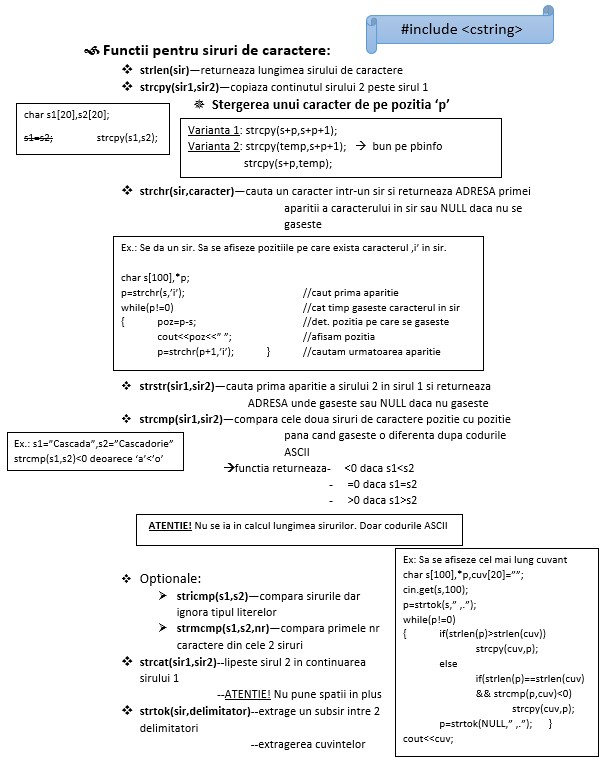 #include <cstring>
Functii pentru siruri de caractere:
❖ strlen(sir)—returneaza lungimea sirului de caractere
❖ strcpy(sir1,sir2)—copiaza continutul sirului 2 peste sirul 1
Stergerea unui caracter de pe pozitia ‘p’
char s1[20],s2[20];
s1=s2; strcpy(s1,s2);
Varianta 1: strcpy(s+p,s+p+1);
Varianta 2: strcpy(temp,s+p+1); → bun pe pbinfo
strcpy(s+p,temp);
❖ strchr(sir,caracter)—cauta un caracter intr-un sir si returneaza ADRESA primei
aparitii a caracterului in sir sau NULL daca nu se
gaseste
Ex.: Se da un sir. Sa se afiseze pozitiile pe care exista caracterul ‚i’ in sir.
char s[100],*p;
p=strchr(s,’i’); //caut prima aparitie
while(p!=0) //cat timp gaseste caracterul in sir
{ poz=p-s; //det. pozitia pe care se gaseste
cout<<poz<<” ”; //afisam pozitia
p=strchr(p+1,’i’); } //cautam urmatoarea aparitie
❖ strstr(sir1,sir2)—cauta prima aparitie a sirului 2 in sirul 1 si returneaza
ADRESA unde gaseste sau NULL daca nu gaseste
❖ strcmp(sir1,sir2)—compara cele doua siruri de caractere pozitie cu pozitie
pana cand gaseste o diferenta dupa codurile
ASCII
Ex.: s1=”Cascada”,s2=”Cascadorie”
strcmp(s1,s2)<0 deoarece ‘a’<’o’
→functia returneaza- <0 daca s1<s2
- =0 daca s1=s2
- >0 daca s1>s2
ATENTIE! Nu se ia in calcul lungimea sirurilor. Doar codurile ASCII
❖ Optionale:
➢ stricmp(s1,s2)—compara sirurile dar
ignora tipul literelor
➢ strmcmp(s1,s2,nr)—compara primele nr
caractere din cele 2 siruri
❖ strcat(sir1,sir2)--lipeste sirul 2 in continuarea
sirului 1
--ATENTIE! Nu pune spatii in plus
❖ strtok(sir,delimitator)--extrage un subsir intre 2
delimitatori
--extragerea cuvintelor
Ex: Sa se afiseze cel mai lung cuvant
char s[100],*p,cuv[20]=””;
cin.get(s,100);
p=strtok(s,” ,.”);
while(p!=0)
{ if(strlen(p)>strlen(cuv))
strcpy(cuv,p);
else
if(strlen(p)==strlen(cuv)
&& strcmp(p,cuv)<0)
strcpy(cuv,p);
p=strtok(NULL,” ,.”); }
cout<<cuv;